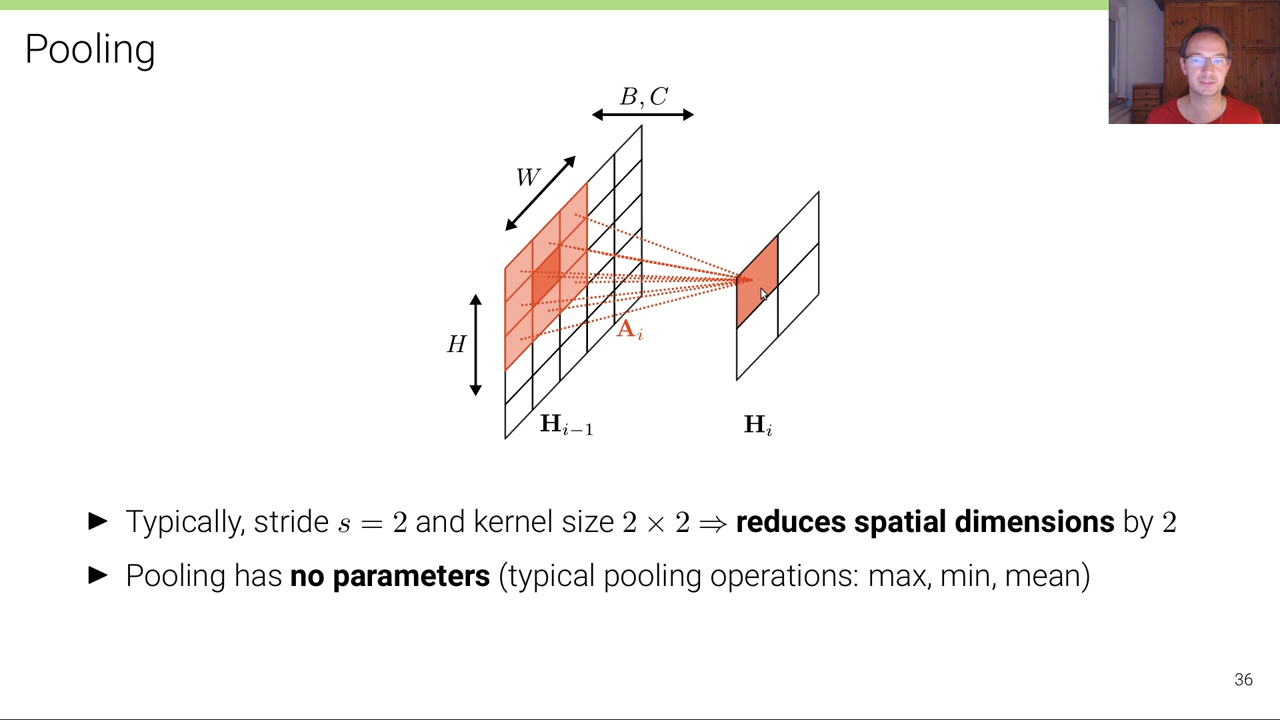 Pooling
B, C
W
H
A_i
H_{i−1}
H_i
▶ Typically, stride s = 2 and kernel size 2 × 2 ⇒ reduces spatial dimensions by 2
▶ Pooling has no parameters (typical pooling operations: max, min, mean)
36